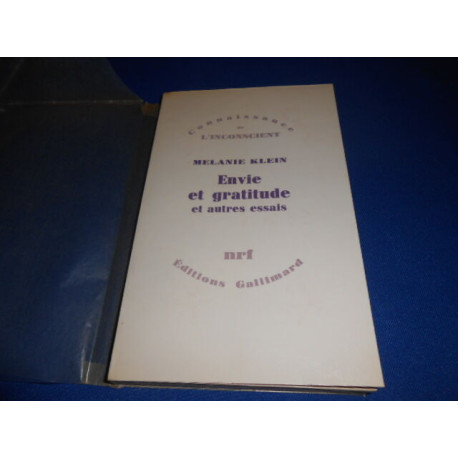 Connaissance
de
L'INCONSCIENT
MELANIE KLEIN
Envie
et gratitude
et autres essais
nrf
Éditions Gallimard